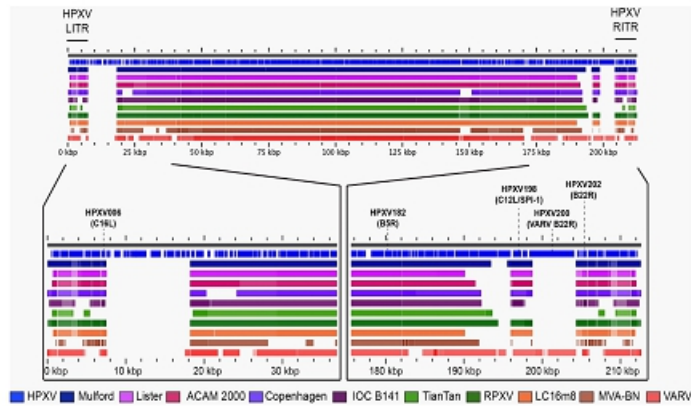 HPXV HPXV
LITR RITR
0 kbp 25 kbp 50 kbp 75 kbp 100 kbp 125 kbp 150 kbp 175 kbp 200 kbp
HPXV006
(C16L)
HPXV182
(B5R)
HPXV198
(C12L/SPI-1)
HPXV200
(VARV B22R)
HPXV202
(B22R)
0 kbp 10 kbp 20 kbp 30 kbp 180 kbp 190 kbp 200 kbp 210 kbp
HPXV Mulford Lister ACAM 2000 Copenhagen IOC B141 TianTan RPXV LC16m8 MVA-BN VARV